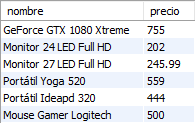 nombre precio
GeForce GTX 1080 Xtreme 755
Monitor 24 LED Full HD 202
Monitor 27 LED Full HD 245.99
Portátil Yoga 520 559
Portátil Ideapd 320 444
Mouse Gamer Logitech 500